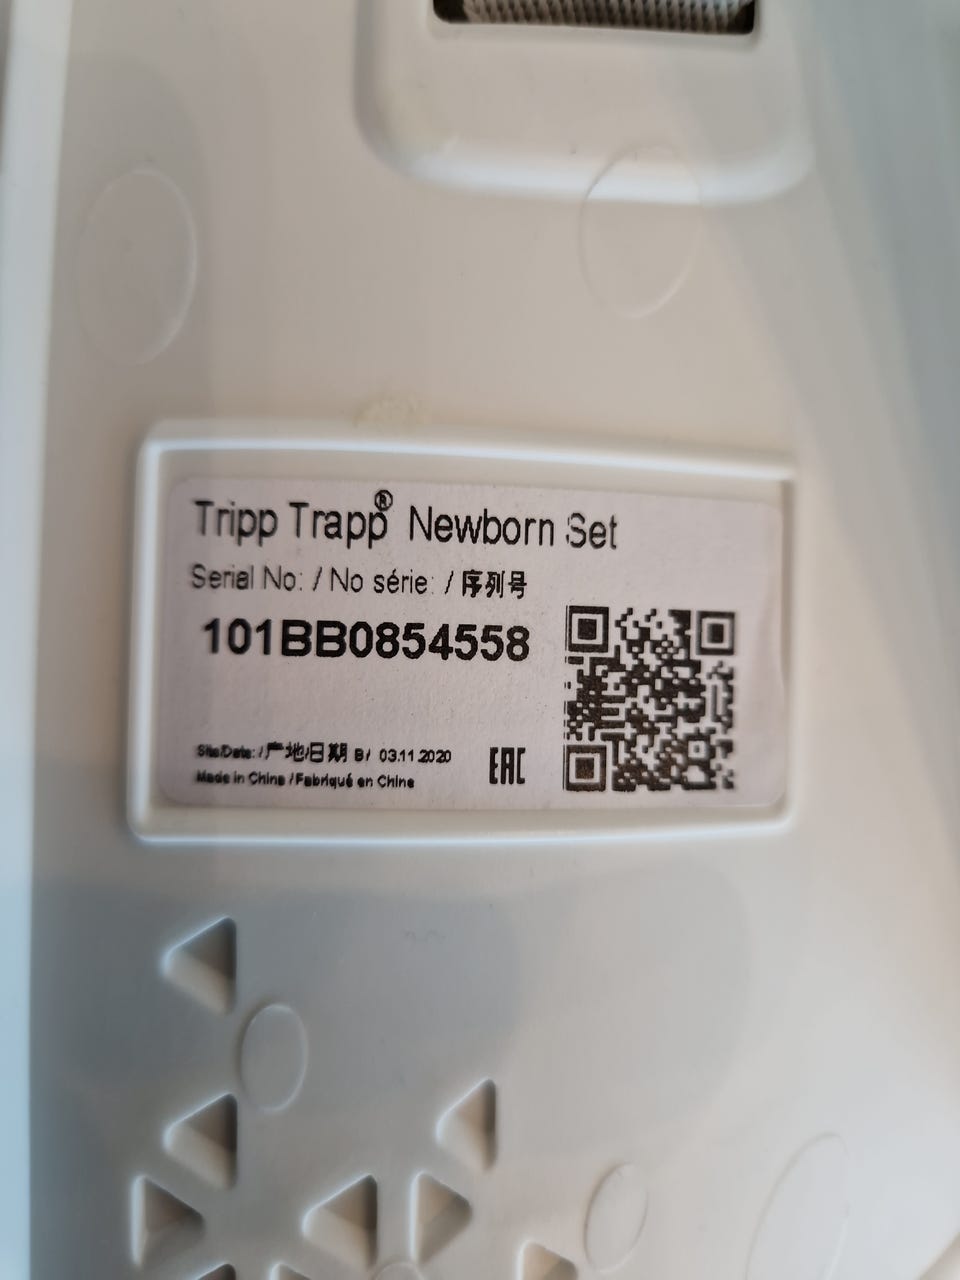 Tripp Trapp® Newborn Set
Serial No: / No série: / 序列号
101BB0854558
Site/Date: / 产地/日期 B/ 03.11.2020
Made in China / Fabriqué en Chine
EAC